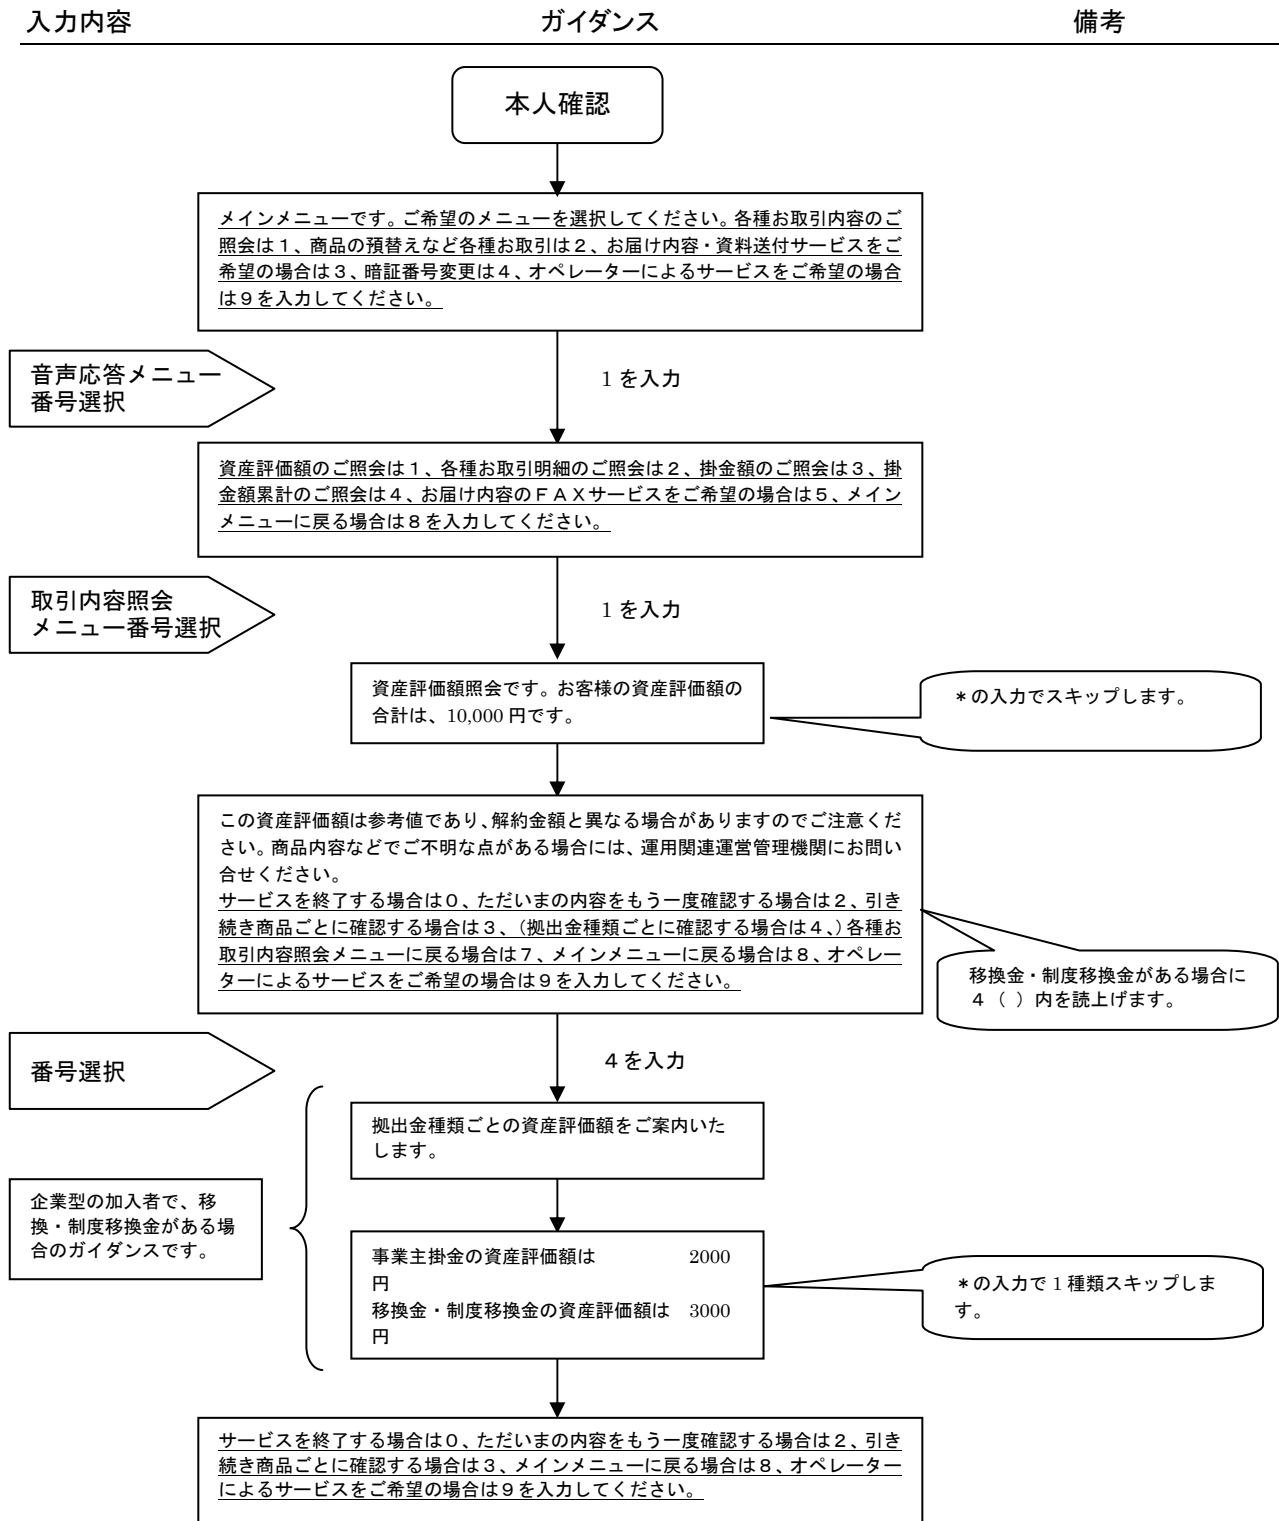 入力内容
ガイダンス
備考
本人確認
メインメニューです。ご希望のメニューを選択してください。各種お取引内容のご
照会は１、商品の預替えなど各種お取引は２、お届け内容・資料送付サービスをご
希望の場合は３、暗証番号変更は４、オペレーターによるサービスをご希望の場合
は９を入力してください。
音声応答メニュー
番号選択
1 を入力
資産評価額のご照会は１、各種お取引明細のご照会は２、掛金額のご照会は３、掛
金額累計のご照会は４、お届け内容のＦＡＸサービスをご希望の場合は５、メイン
メニューに戻る場合は８を入力してください。
取引内容照会
メニュー番号選択
1 を入力
資産評価額照会です。お客様の資産評価額の
合計は、10,000 円です。
＊の入力でスキップします。
この資産評価額は参考値であり、解約金額と異なる場合がありますのでご注意くだ
さい。商品内容などでご不明な点がある場合には、運用関連運営管理機関にお問い
合せください。
サービスを終了する場合は０、ただいまの内容をもう一度確認する場合は２、引き
続き商品ごとに確認する場合は３、（拠出金種類ごとに確認する場合は４、）各種お
取引内容照会メニューに戻る場合は７、メインメニューに戻る場合は８、オペレー
ターによるサービスをご希望の場合は９を入力してください。
移換金・制度移換金がある場合に
４（ ）内を読上げます。
番号選択
４を入力
拠出金種類ごとの資産評価額をご案内いた
します。
企業型の加入者で、移
換・制度移換金がある場
合のガイダンスです。
事業主掛金の資産評価額は 2000
円
移換金・制度移換金の資産評価額は 3000
円
＊の入力で 1 種類スキップしま
す。
サービスを終了する場合は０、ただいまの内容をもう一度確認する場合は２、引き
続き商品ごとに確認する場合は３、メインメニューに戻る場合は８、オペレーター
によるサービスをご希望の場合は９を入力してください。